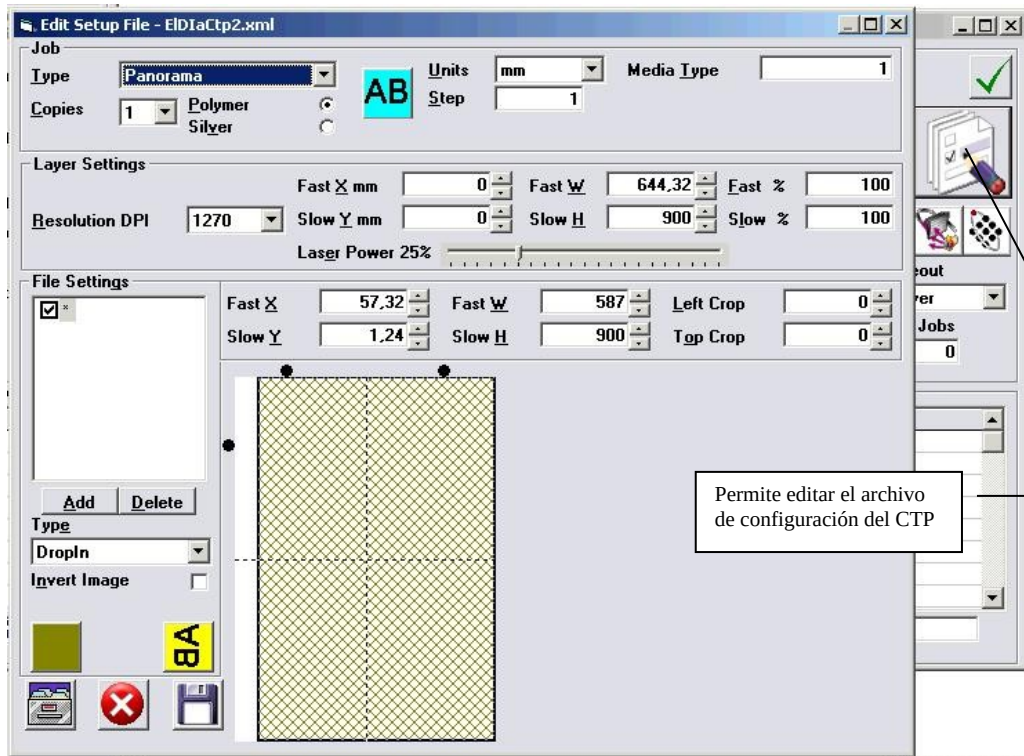 Edit Setup File - ElDIaCtp2.xml
Job
Type Panorama Units mm Media Type 1
Copies 1 Polymer AB Step 1
Silver
Layer Settings
Fast X mm 0 Fast W 644,32 Fast % 100
Resolution DPI 1270 Slow Y mm 0 Slow H 900 Slow % 100
Laser Power 25%
File Settings
*
Fast X 57,32 Fast W 587 Left Crop 0
Slow Y 1,24 Slow H 900 Top Crop 0
Add Delete
Type
DropIn
Invert Image
AB
Permite editar el archivo
de configuración del CTP
eout
er
Jobs
0